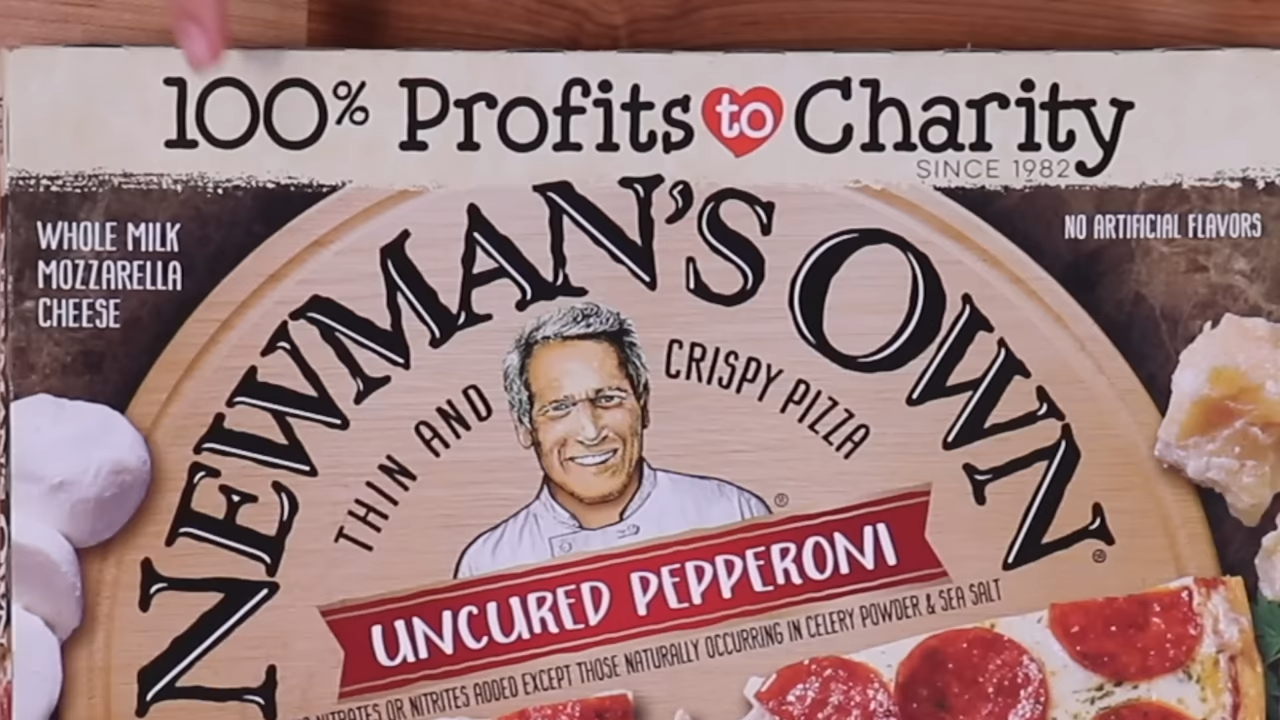 100% Profits to Charity
SINCE 1982
WHOLE MILK
MOZZARELLA
CHEESE
NO ARTIFICIAL FLAVORS
NEWMAN'S OWN®
THIN AND CRISPY PIZZA
®
UNCURED PEPPERONI
NITRATES OR NITRITES ADDED EXCEPT THOSE NATURALLY OCCURRING IN CELERY POWDER & SEA SALT